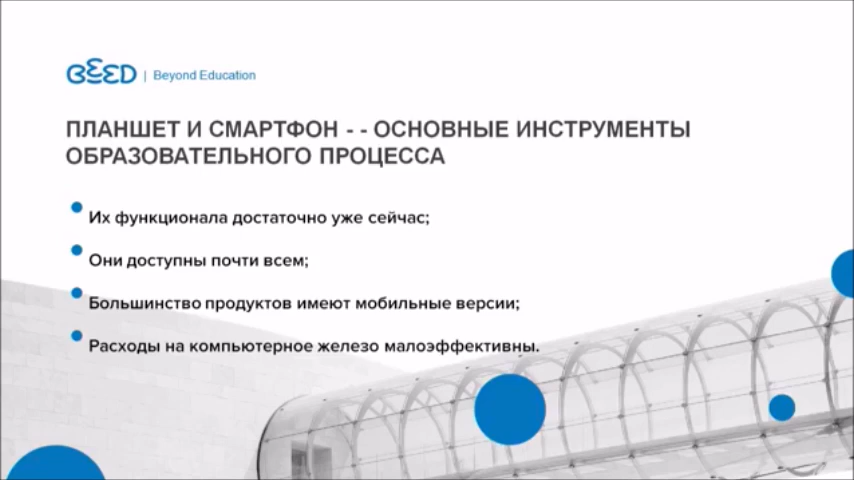 BEED | Beyond Education
ПЛАНШЕТ И СМАРТФОН - - ОСНОВНЫЕ ИНСТРУМЕНТЫ
ОБРАЗОВАТЕЛЬНОГО ПРОЦЕССА
Их функционала достаточно уже сейчас;
Они доступны почти всем;
Большинство продуктов имеют мобильные версии;
Расходы на компьютерное железо малоэффективны.